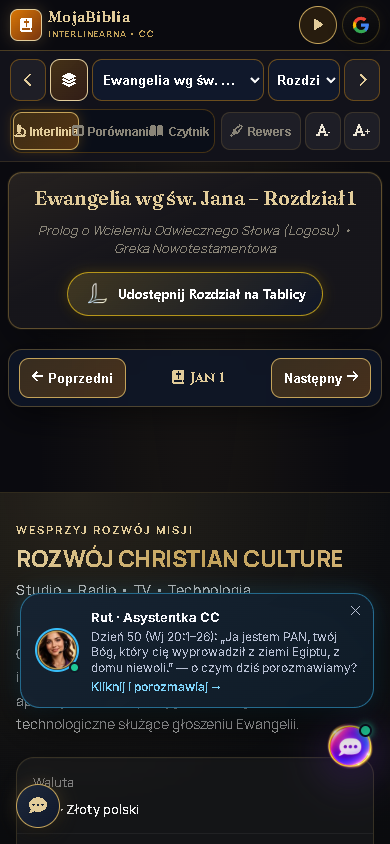 MojaBiblia
INTERLINEARNA • CC
Ewangelia wg św. ...
Rozdzi
Interlini
Porównani
Czytnik
Rewers
A-
A+
Ewangelia wg św. Jana – Rozdział 1
Prolog o Wcieleniu Odwiecznego Słowa (Logosu) •
Greka Nowotestamentowa
Udostępnij Rozdział na Tablicy
← Poprzedni
JAN 1
Następny →
WESPRZYJ ROZWÓJ MISJI
ROZWÓJ CHRISTIAN CULTURE
Studio • Radio • TV • Technologia
Rut · Asystentka CC
Dzień 50 (Wj 20:1–26): „Ja jestem PAN, twój
Bóg, który cię wyprowadził z ziemi Egiptu, z
domu niewoli.” — o czym dziś porozmawiamy?
Kliknij i porozmawiaj →
technologiczne służące głoszeniu Ewangelii.
Waluta
· Złoty polski